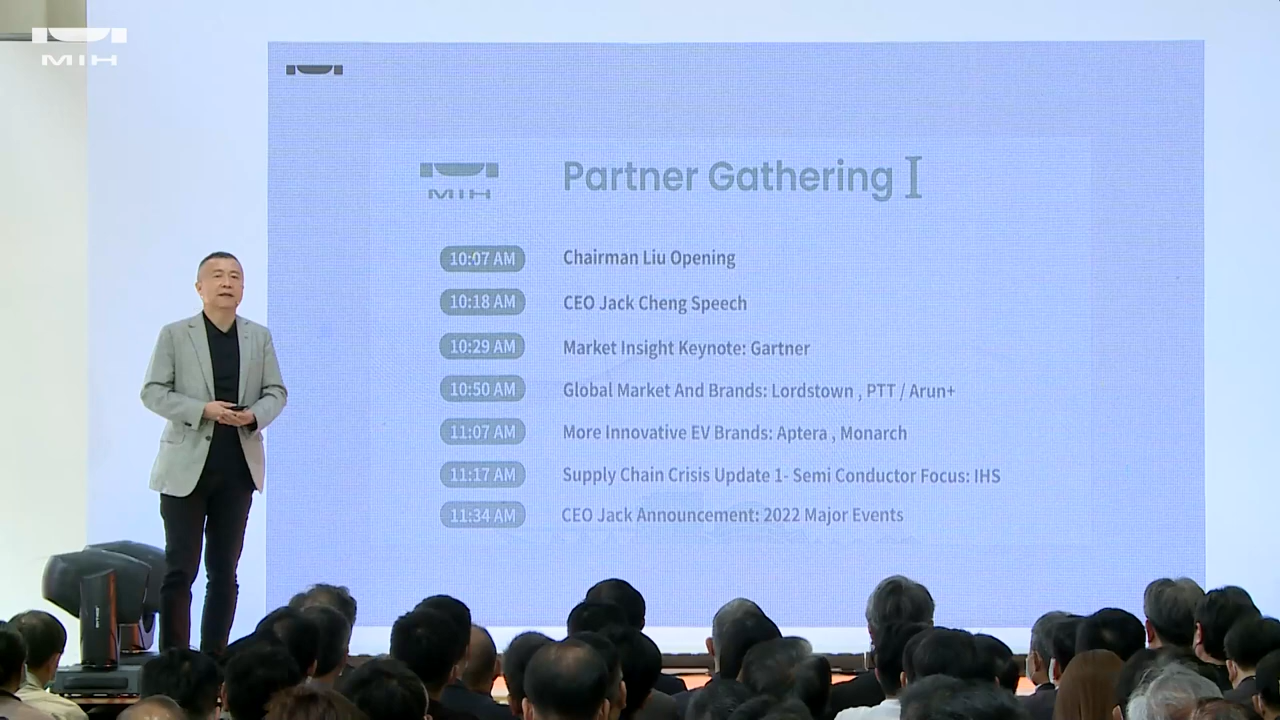 MIH
MIH
Partner Gathering I
10:07 AM Chairman Liu Opening
10:18 AM CEO Jack Cheng Speech
10:29 AM Market Insight Keynote: Gartner
10:50 AM Global Market And Brands: Lordstown , PTT / Arun+
11:07 AM More Innovative EV Brands: Aptera , Monarch
11:17 AM Supply Chain Crisis Update 1- Semi Conductor Focus: IHS
11:34 AM CEO Jack Announcement: 2022 Major Events